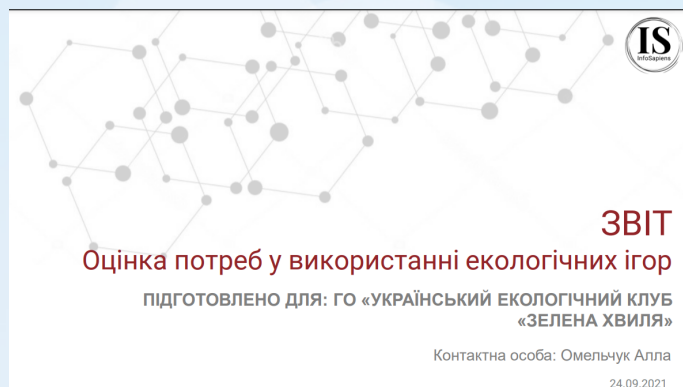 IS
InfoSapiens
ЗВІТ
Оцінка потреб у використанні екологічних ігор
ПІДГОТОВЛЕНО ДЛЯ: ГО «УКРАЇНСЬКИЙ ЕКОЛОГІЧНИЙ КЛУБ
«ЗЕЛЕНА ХВИЛЯ»
Контактна особа: Омельчук Алла
24.09.2021